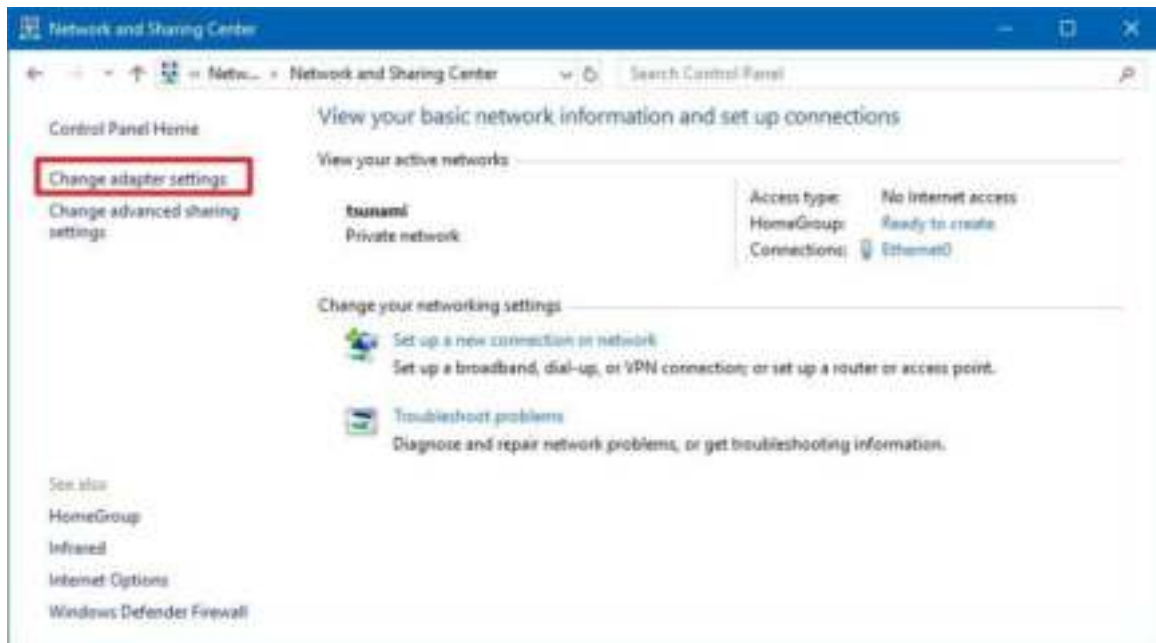 Network and Sharing Center
Netw... Network and Sharing Center Search Control Panel
Control Panel Home
Change adapter settings
Change advanced sharing
settings
View your basic network information and set up connections
View your active networks
tsunami
Private network
Access type: No Internet access
HomeGroup: Ready to create
Connections: Ethernet0
Change your networking settings
Set up a new connection or network
Set up a broadband, dial-up, or VPN connection; or set up a router or access point.
Troubleshoot problems
Diagnose and repair network problems, or get troubleshooting information.
See also
HomeGroup
Infrared
Internet Options
Windows Defender Firewall